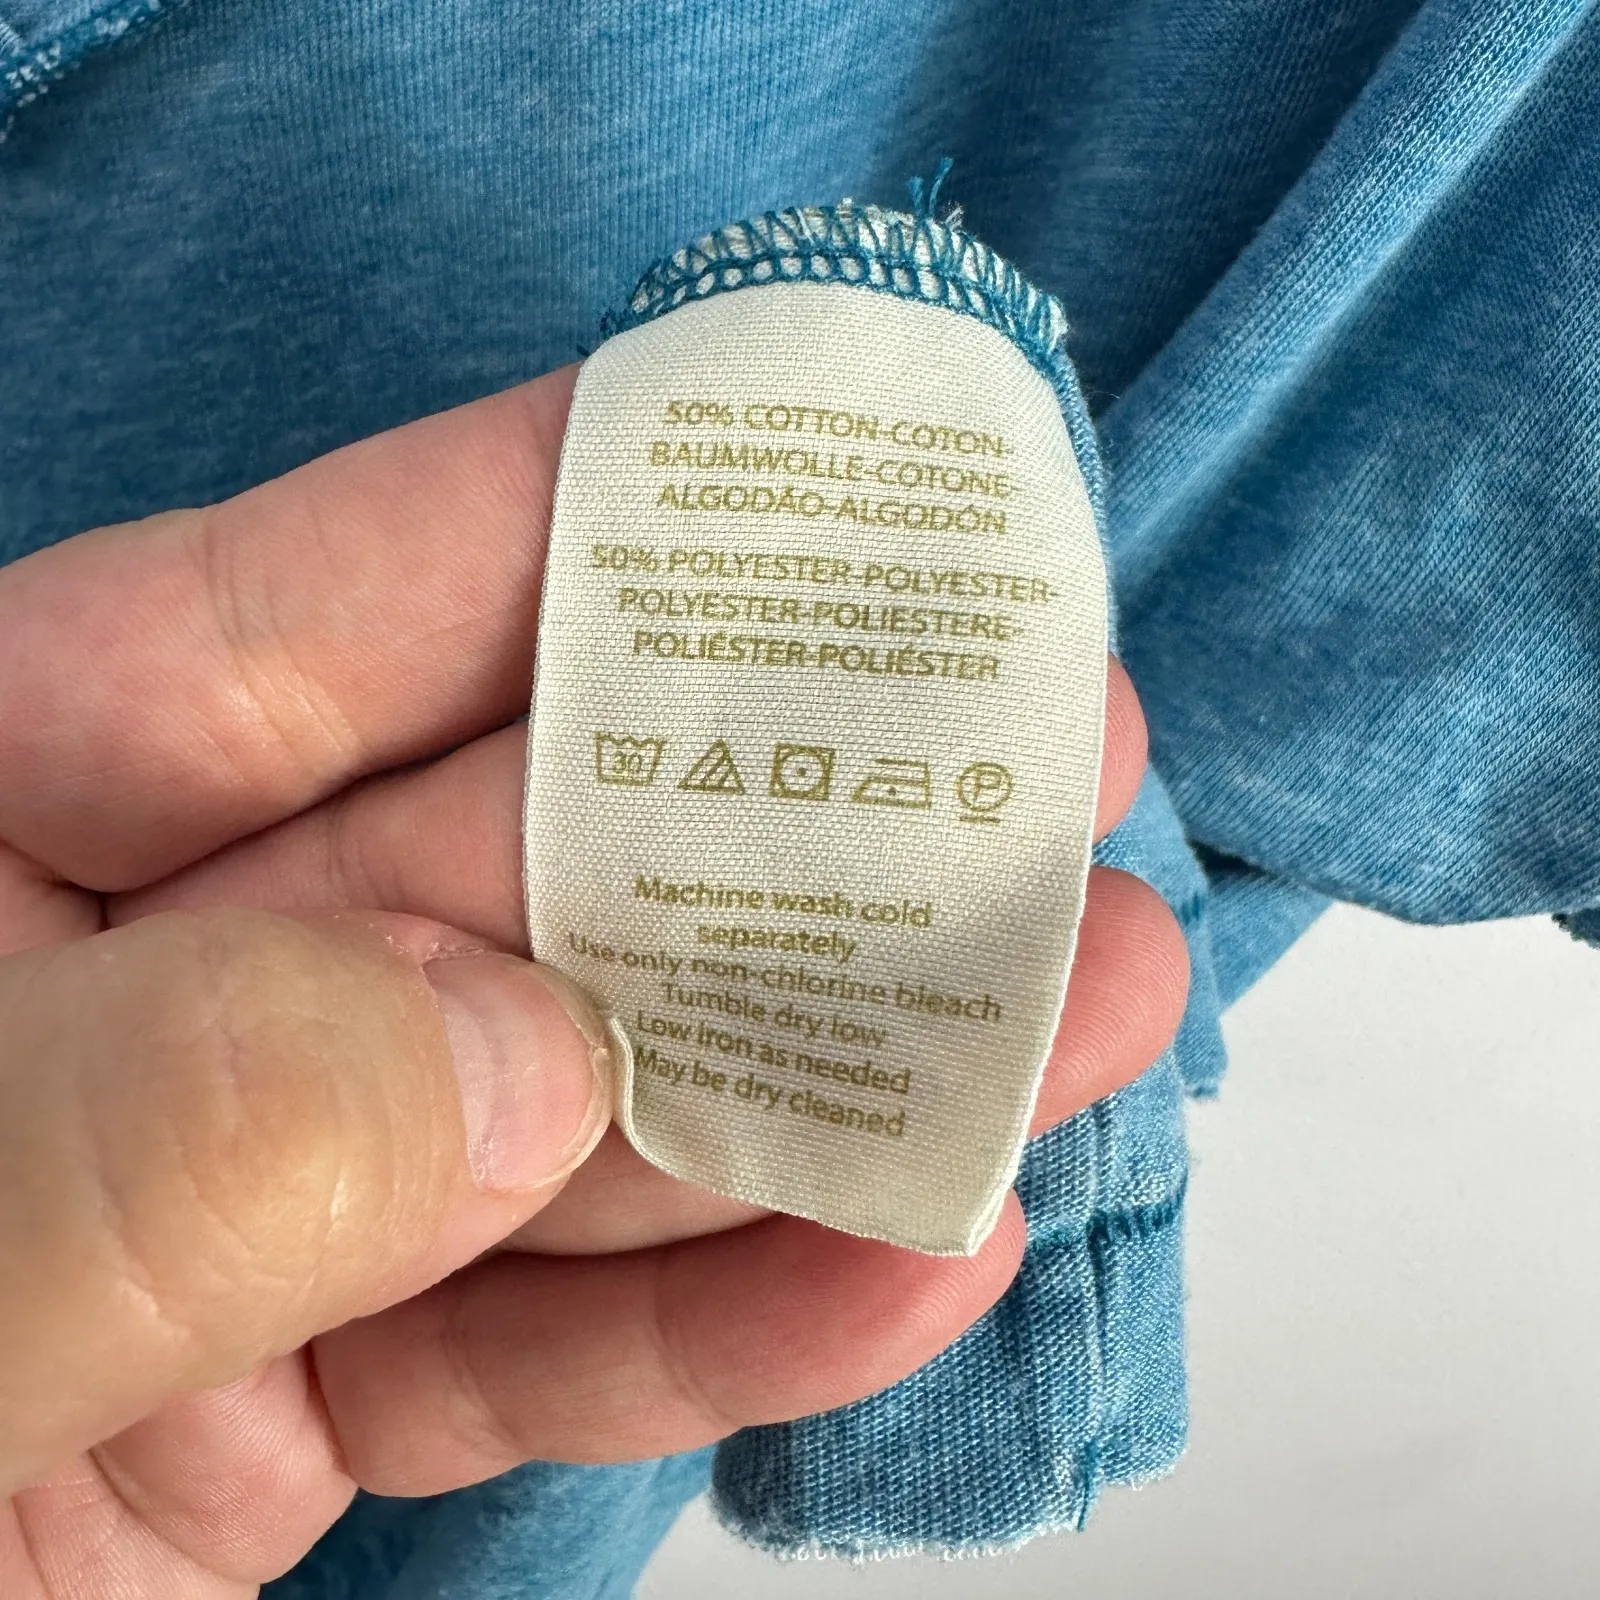 50% COTTON-COTON-
BAUMWOLLE-COTONE-
ALGODÃO-ALGODÓN
50% POLYESTER-POLYESTER-
POLYESTER-POLIESTERE-
POLIÉSTER-POLIÉSTER
30 P
Machine wash cold
separately
Use only non-chlorine bleach
Tumble dry low
Low iron as needed
May be dry cleaned